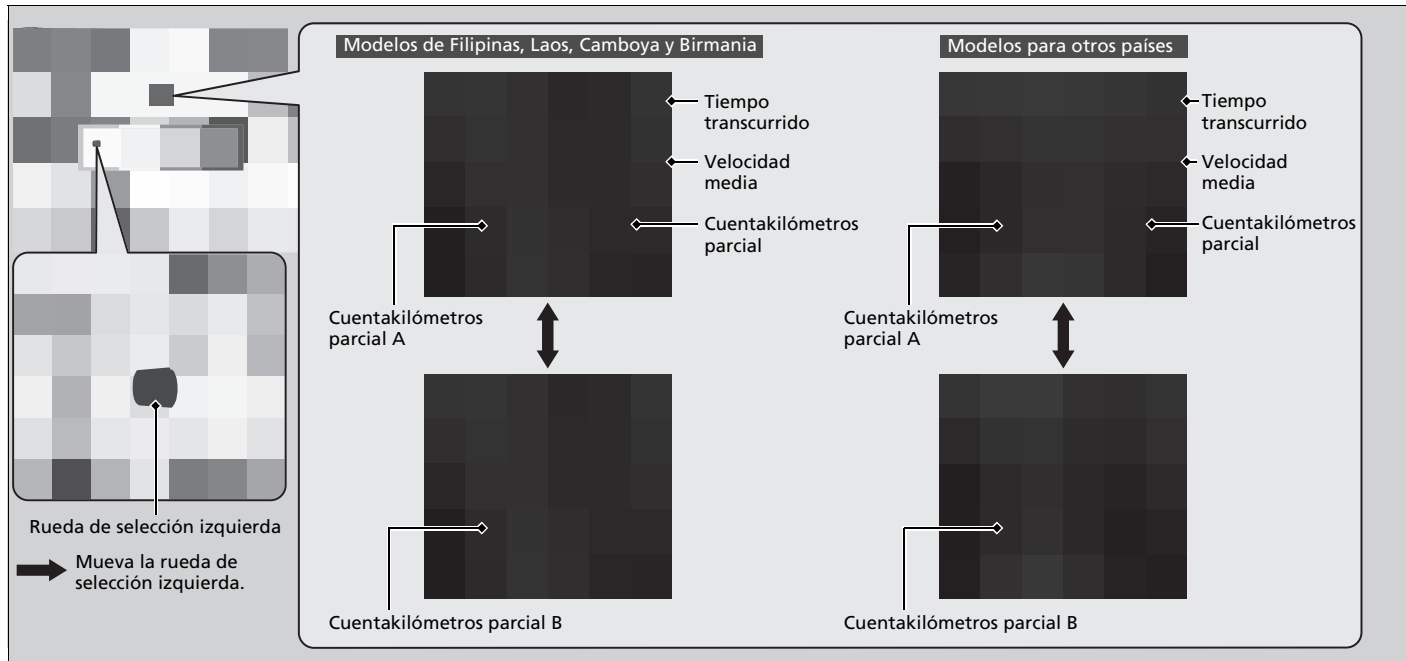 Modelos de Filipinas, Laos, Camboya y Birmania
Tiempo
transcurrido
Velocidad
media
Cuentakilómetros
parcial
Cuentakilómetros
parcial A
Cuentakilómetros parcial B
Modelos para otros países
Tiempo
transcurrido
Velocidad
media
Cuentakilómetros
parcial
Cuentakilómetros
parcial A
Cuentakilómetros parcial B
Rueda de selección izquierda
Mueva la rueda de
selección izquierda.